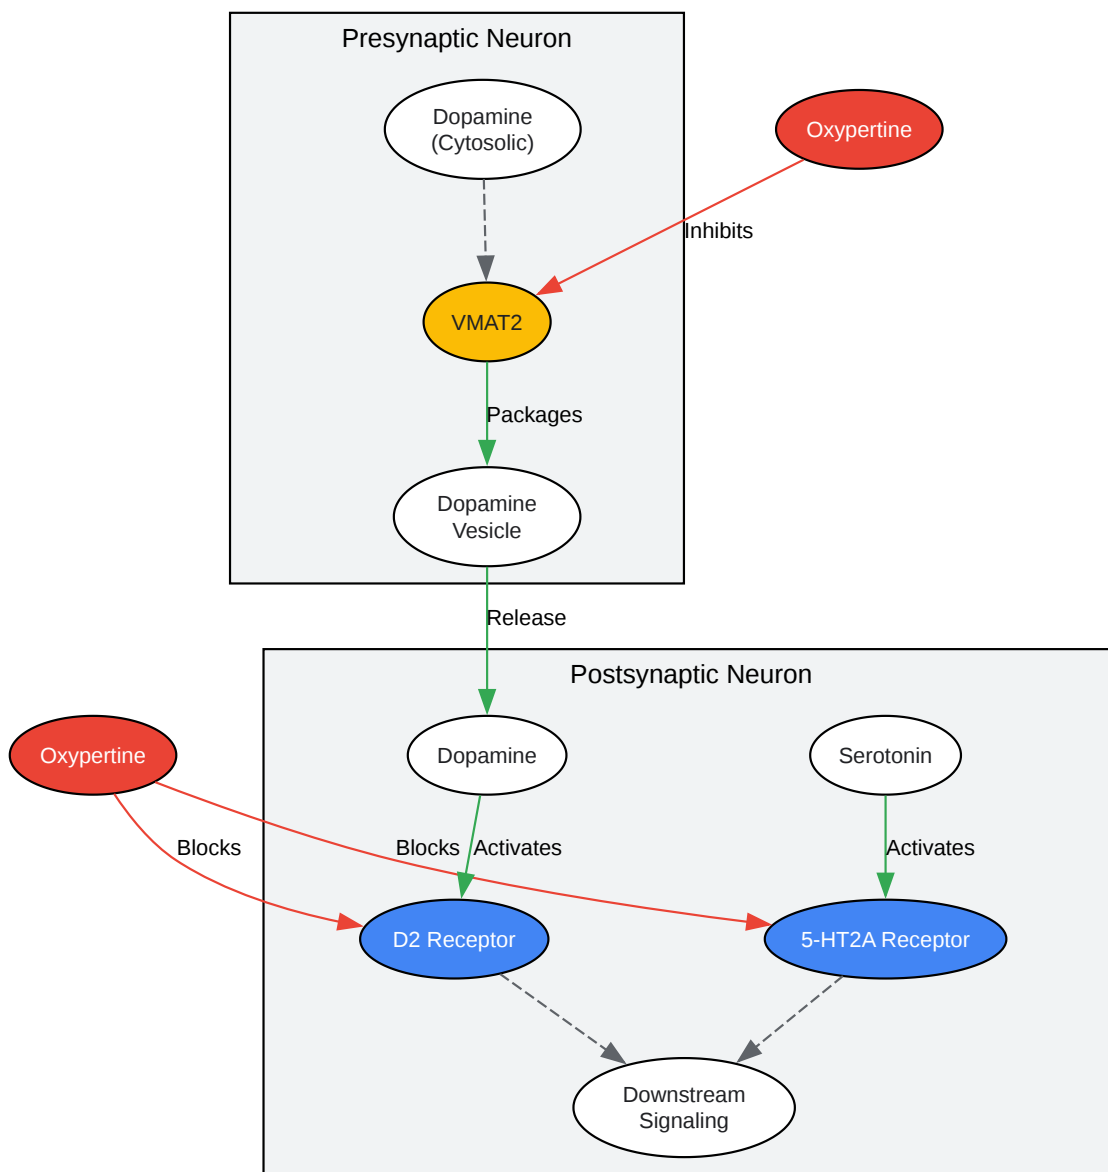 Presynaptic Neuron
Dopamine
(Cytosolic)
Oxypertine
Inhibits
VMAT2
Packages
Dopamine
Vesicle
Release
Postsynaptic Neuron
Oxypertine
Dopamine
Serotonin
Blocks
Blocks
Activates
Activates
D2 Receptor
5-HT2A Receptor
Downstream
Signaling